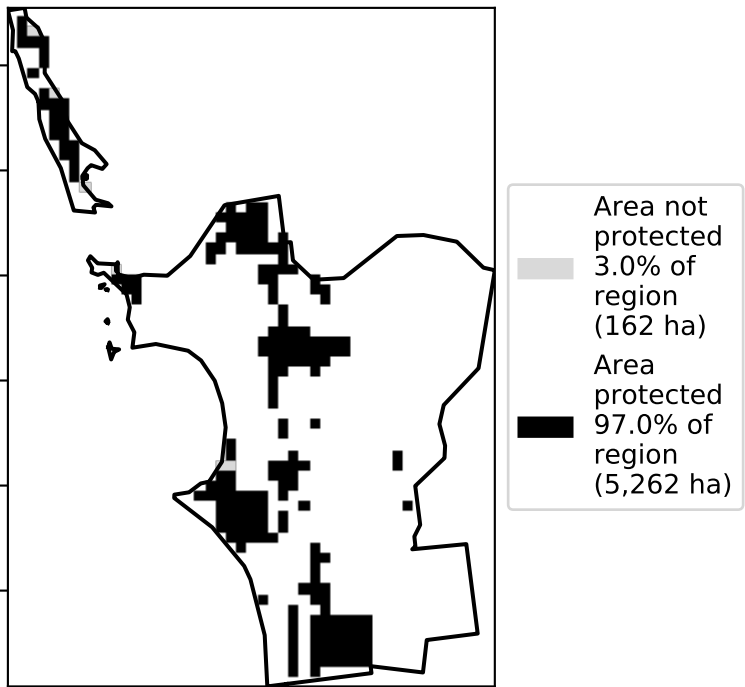 Area not
protected
3.0% of
region
(162 ha)
Area
protected
97.0% of
region
(5,262 ha)